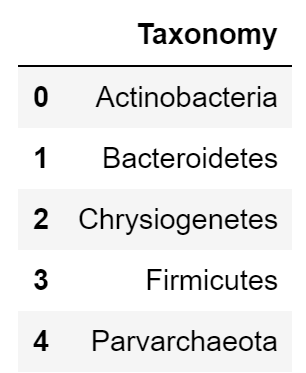 Taxonomy
0 Actinobacteria
1 Bacteroidetes
2 Chrysiogenetes
3 Firmicutes
4 Parvarchaeota